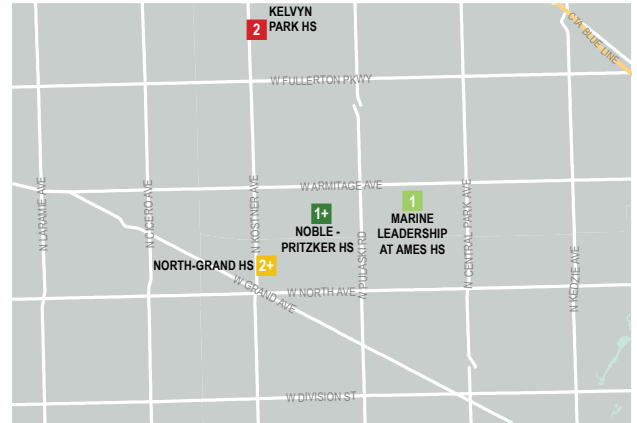 KELVYN
PARK HS
2
CTA BLUE LINE
W FULLERTON PKWY
W ARMITAGE AVE
N LARAMIE AVE
N CICERO AVE
N KOSTNER AVE
1+
NOBLE -
PRITZKER HS
N PULASKI RD
1
MARINE
LEADERSHIP
AT AMES HS
N CENTRAL PARK AVE
N KEDZIE AVE
NORTH-GRAND HS
2+
W GRAND AVE
W NORTH AVE
W DIVISION ST